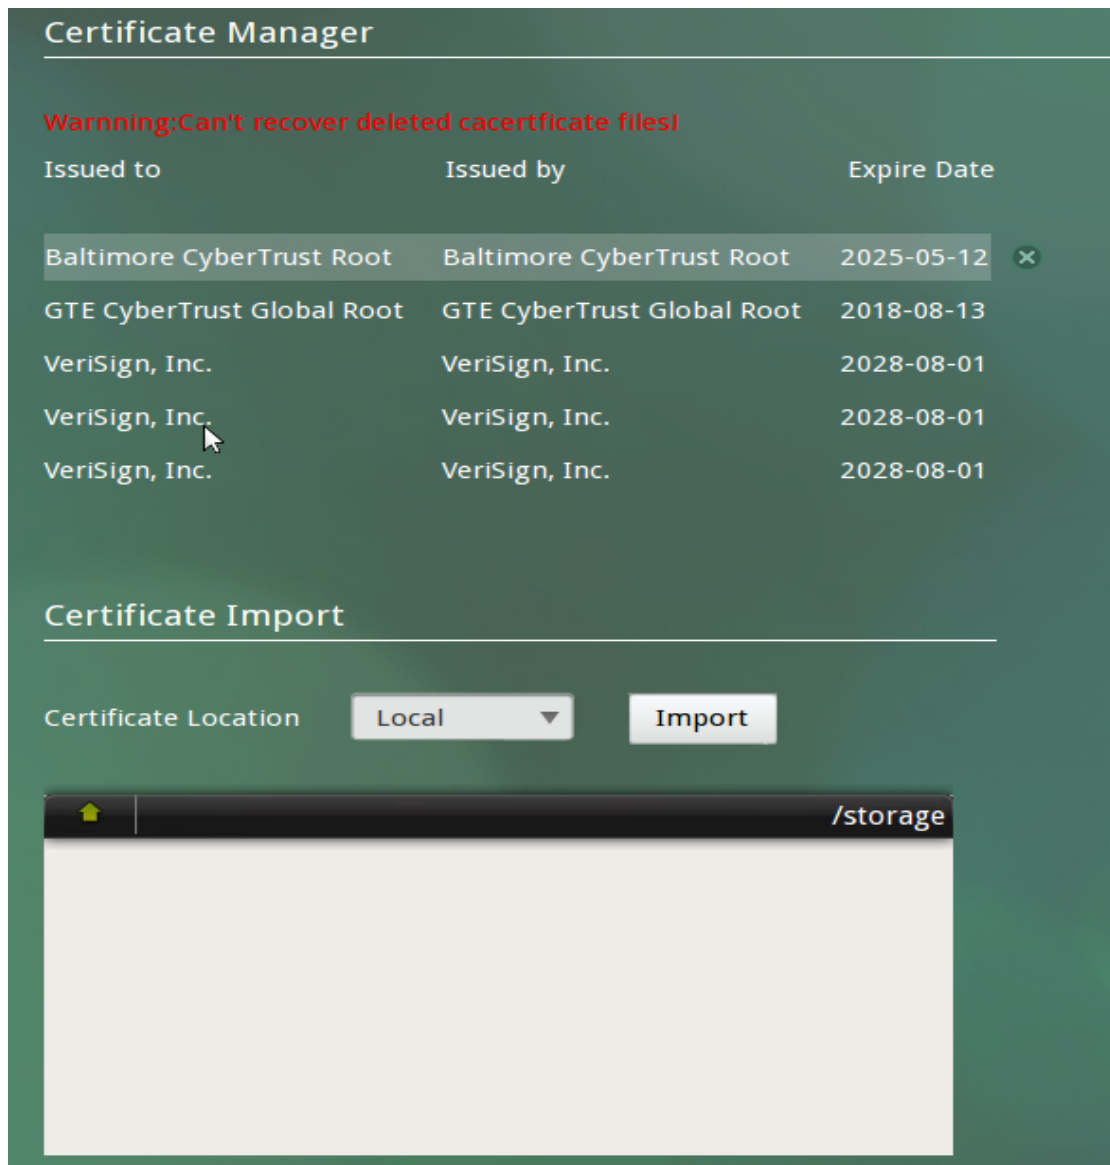 Certificate Manager
Warnning:Can't recover deleted cacertficate files!
Issued to Issued by Expire Date
Baltimore CyberTrust Root Baltimore CyberTrust Root 2025-05-12
GTE CyberTrust Global Root GTE CyberTrust Global Root 2018-08-13
VeriSign, Inc. VeriSign, Inc. 2028-08-01
VeriSign, Inc. VeriSign, Inc. 2028-08-01
VeriSign, Inc. VeriSign, Inc. 2028-08-01
Certificate Import
Certificate Location Local Import
/storage